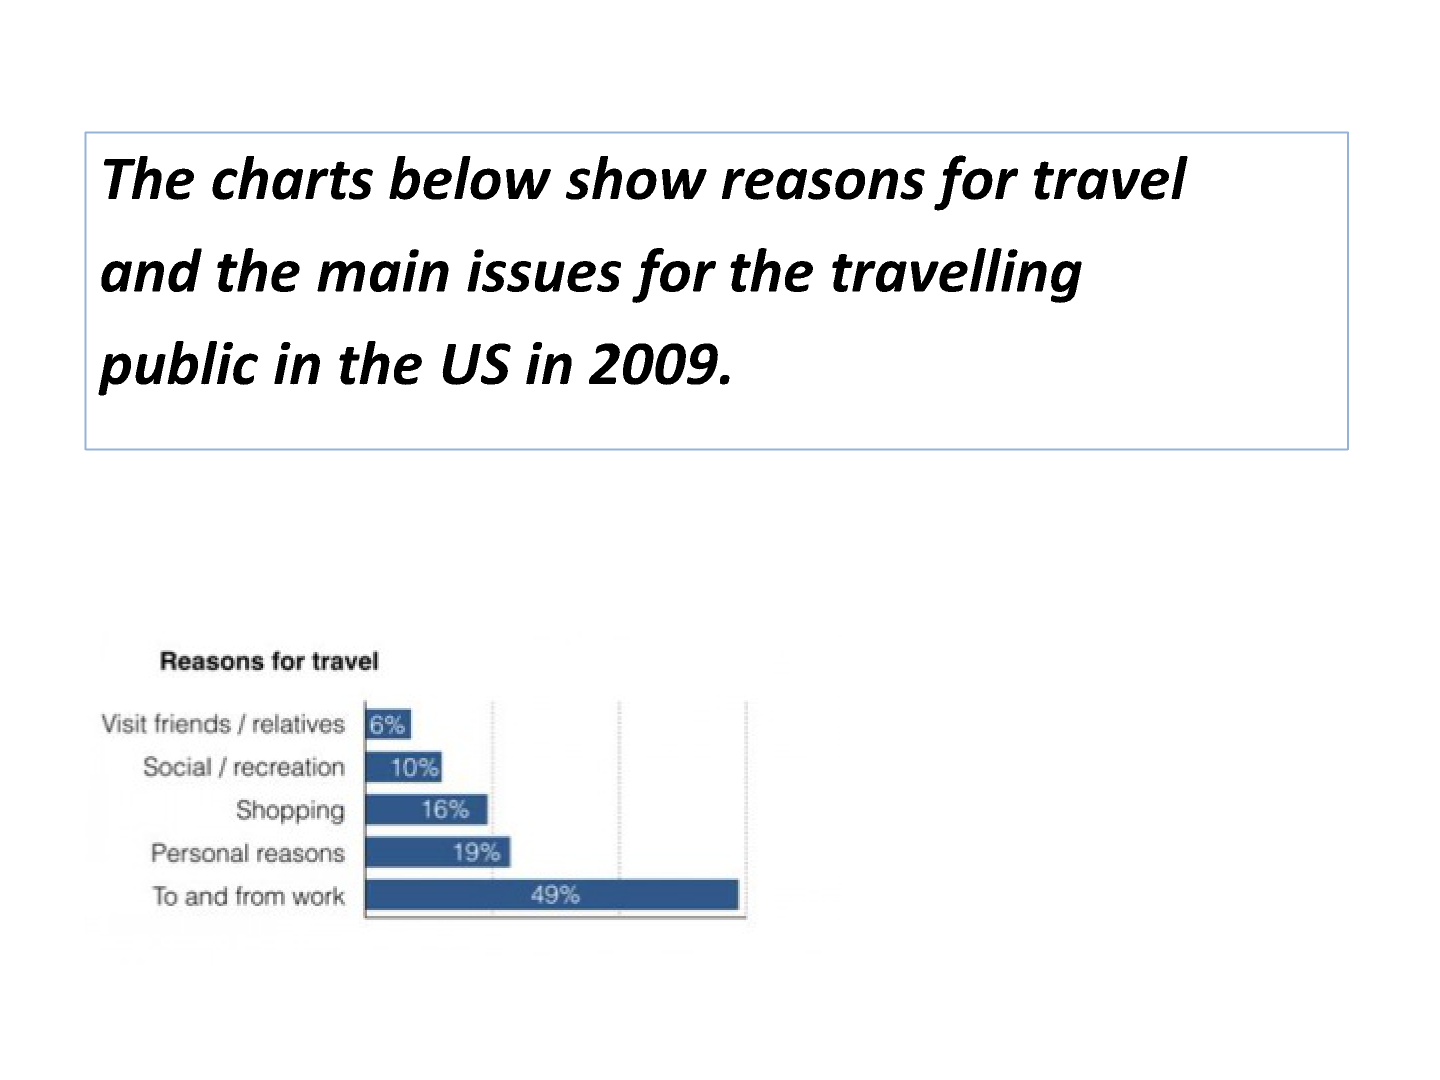 The charts below show reasons for travel
and the main issues for the travelling
public in the US in 2009.
Reasons for travel
Visit friends / relatives 6%
Social / recreation 10%
Shopping 16%
Personal reasons 19%
To and from work 49%